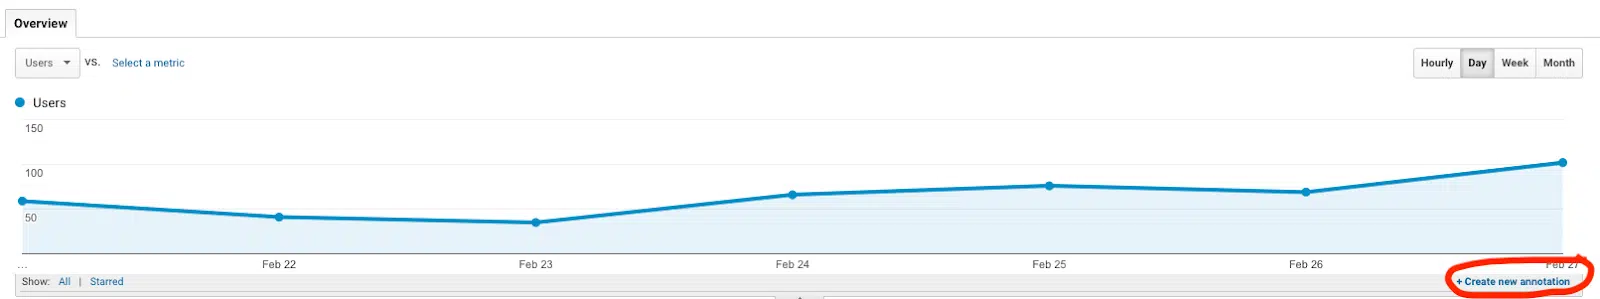 Overview
Users VS. Select a metric
Hourly Day Week Month
Users
150
100
50
... Feb 22 Feb 23 Feb 24 Feb 25 Feb 26 Feb 27
Show: All | Starred + Create new annotation